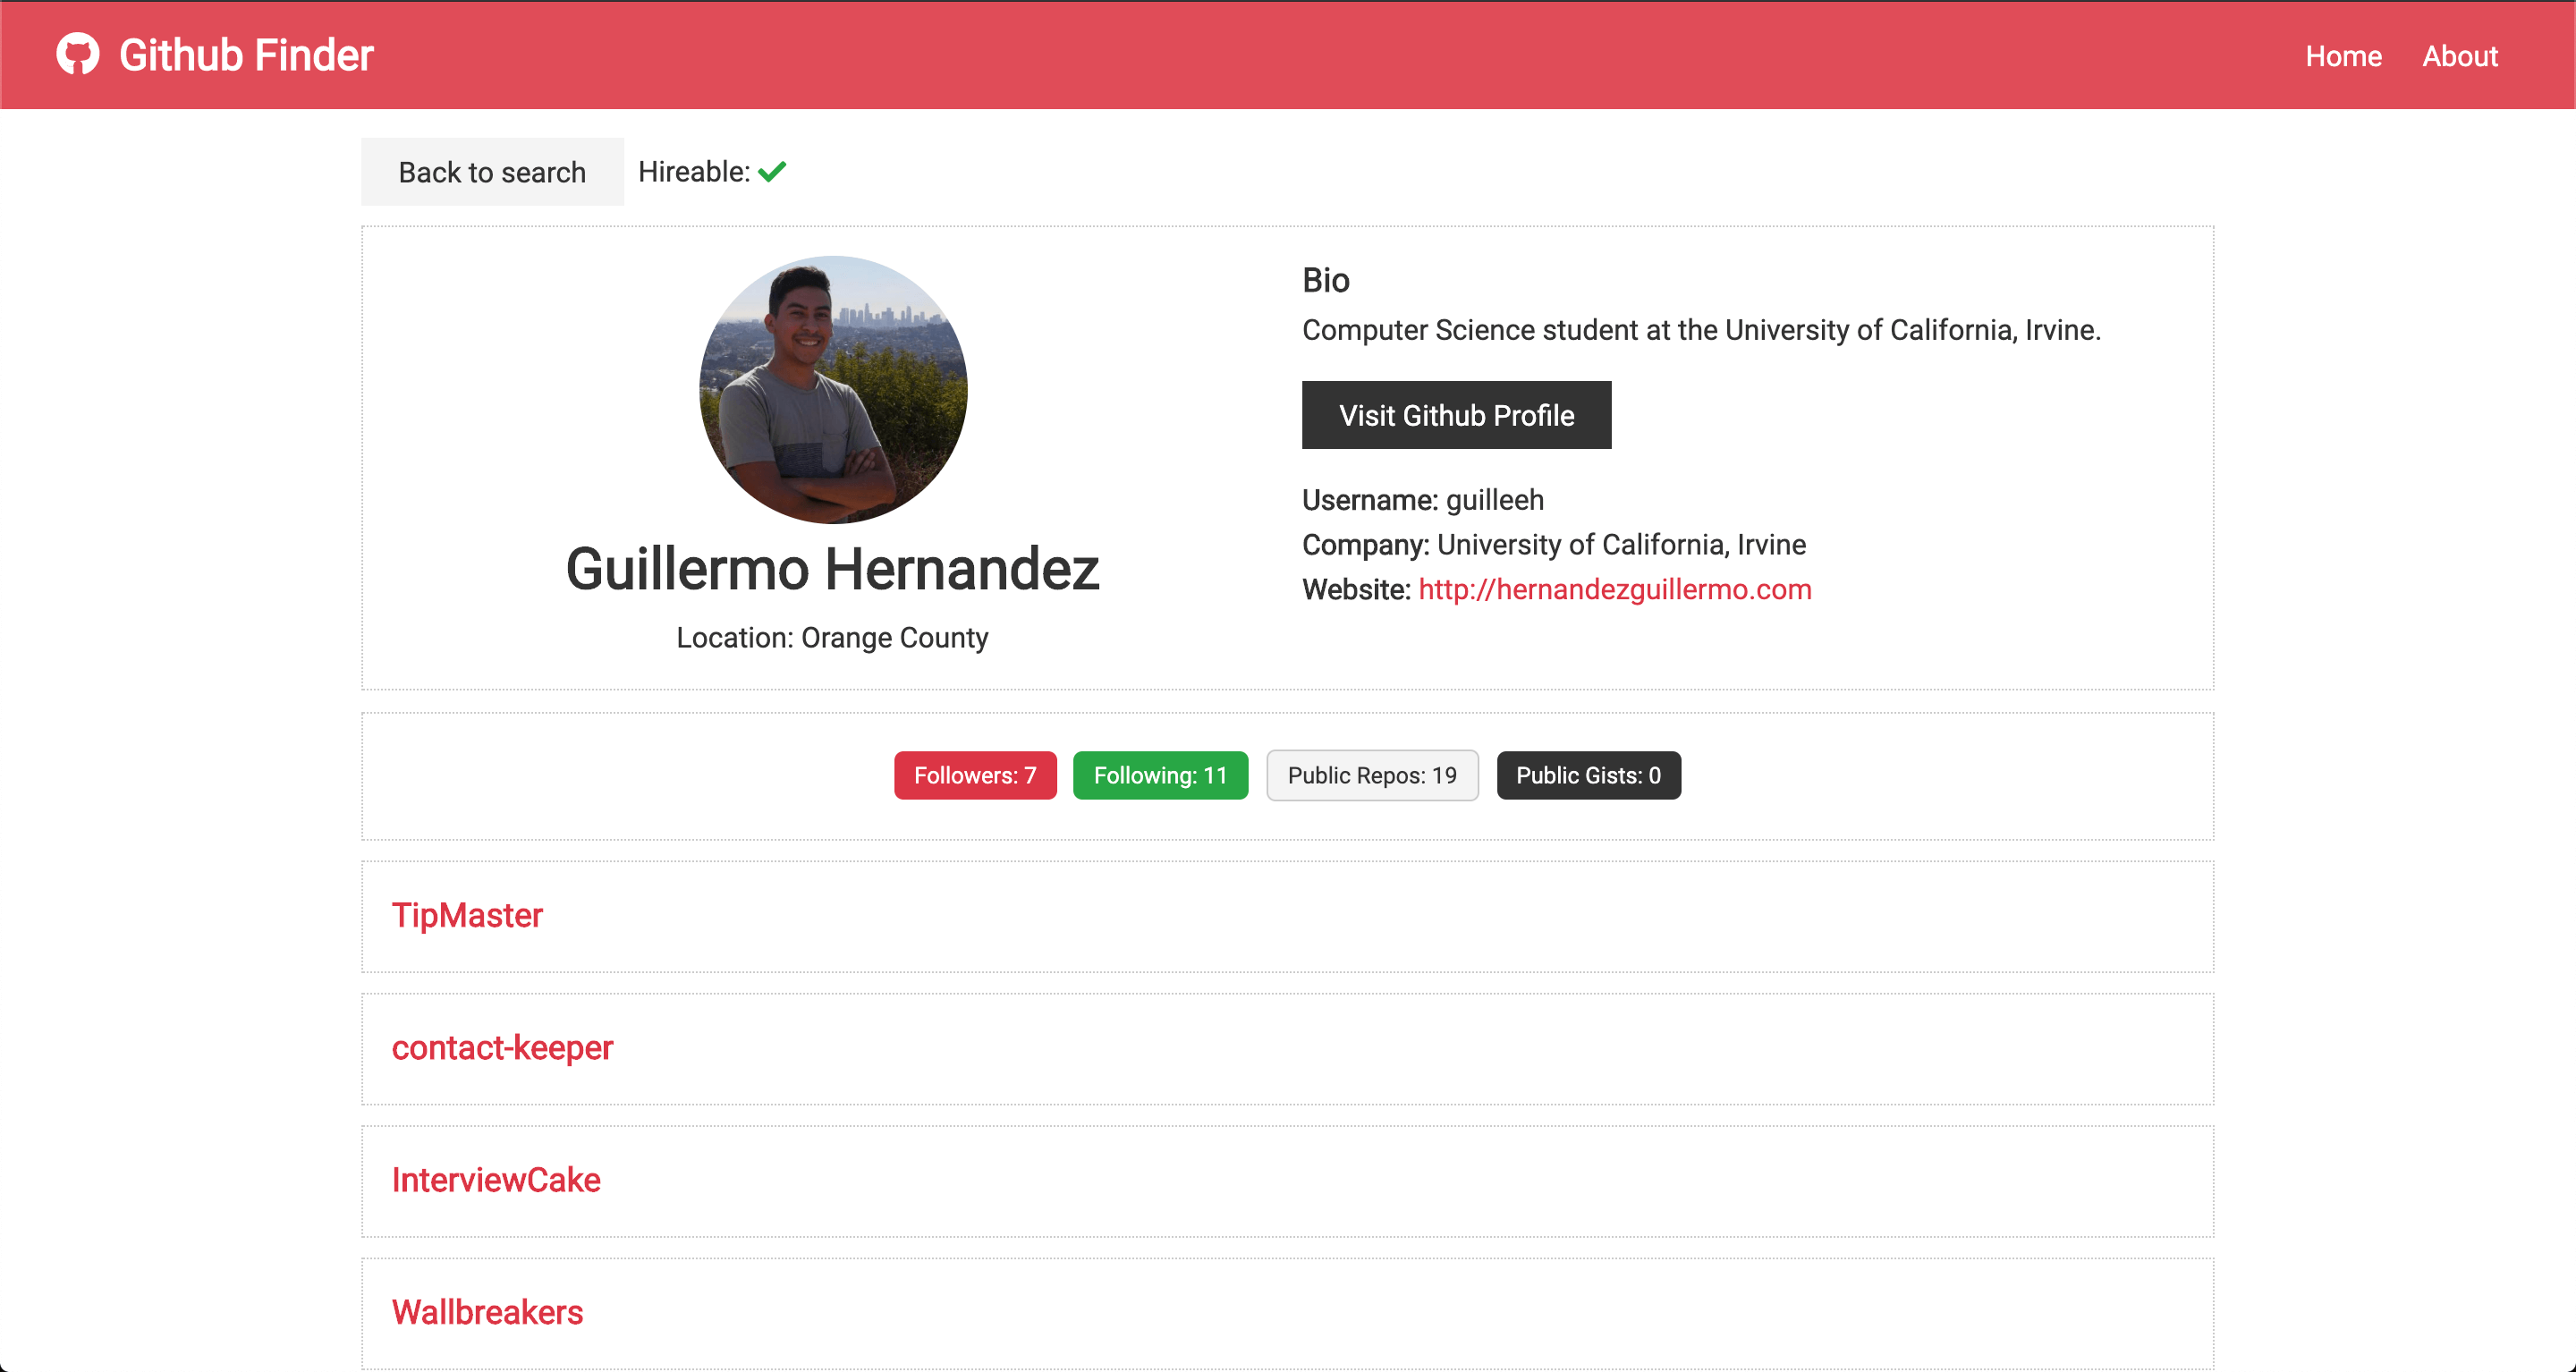 Github Finder
Home
About
Back to search
Hireable:
Bio
Computer Science student at the University of California, Irvine.
Visit Github Profile
Username: guilleeh
Company: University of California, Irvine
Website: http://hernandezguillermo.com
Guillermo Hernandez
Location: Orange County
Followers: 7
Following: 11
Public Repos: 19
Public Gists: 0
TipMaster
contact-keeper
InterviewCake
Wallbreakers